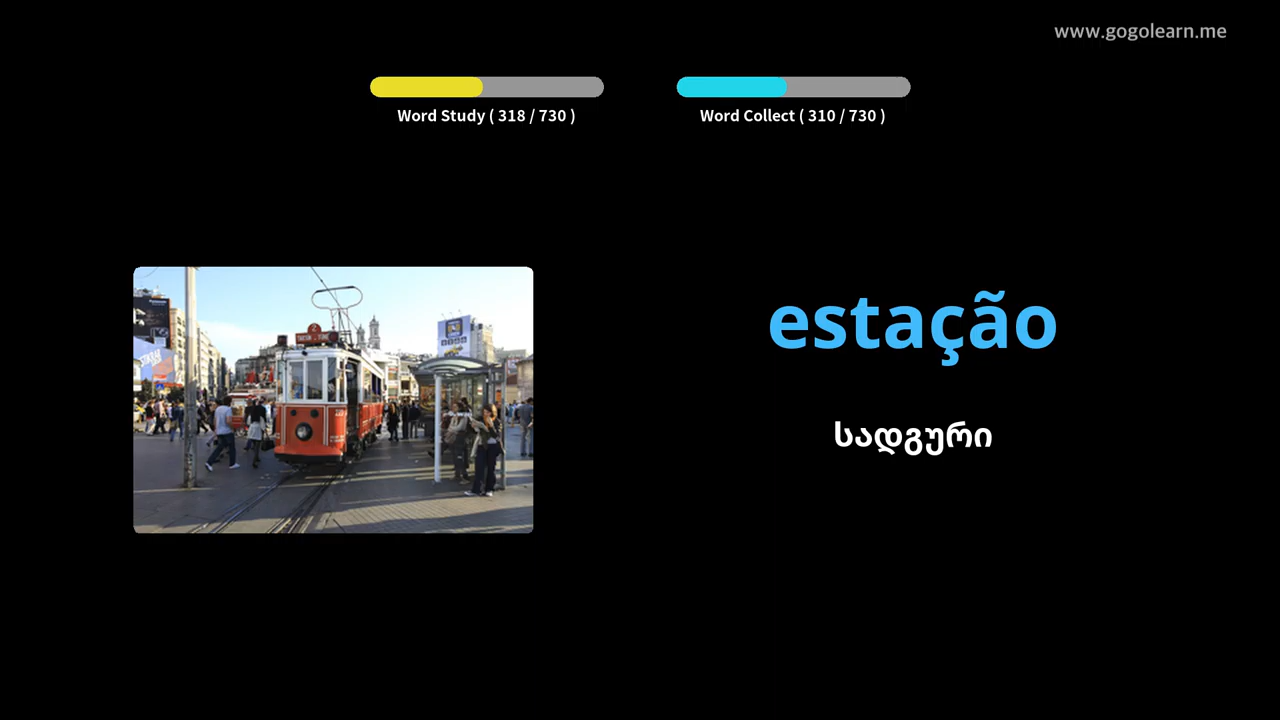 www.gogolearn.me
Word Study ( 318 / 730 )
Word Collect ( 310 / 730 )
estação
სადგური